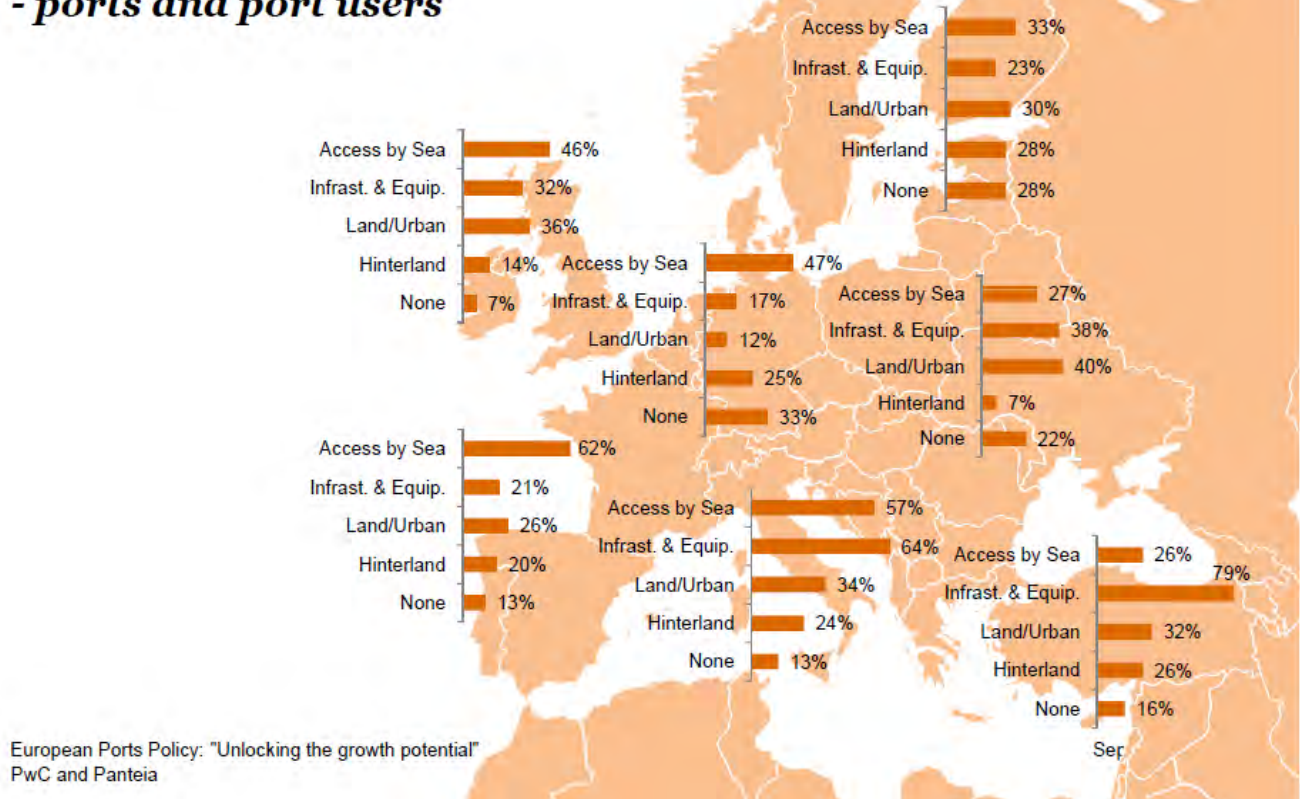 - ports and port users
Access by Sea 33%
Infrast. & Equip. 23%
Land/Urban 30%
Hinterland 28%
None 28%
Access by Sea 46%
Infrast. & Equip. 32%
Land/Urban 36%
Hinterland 14%
None 7%
Access by Sea 47%
Infrast. & Equip. 17%
Land/Urban 12%
Hinterland 25%
None 33%
Access by Sea 27%
Infrast. & Equip. 38%
Land/Urban 40%
Hinterland 7%
None 22%
Access by Sea 62%
Infrast. & Equip. 21%
Land/Urban 26%
Hinterland 20%
None 13%
Access by Sea 57%
Infrast. & Equip. 64%
Land/Urban 34%
Hinterland 24%
None 13%
Access by Sea 26%
Infrast. & Equip. 79%
Land/Urban 32%
Hinterland 26%
None 16%
European Ports Policy: "Unlocking the growth potential"
PwC and Panteia
Sep